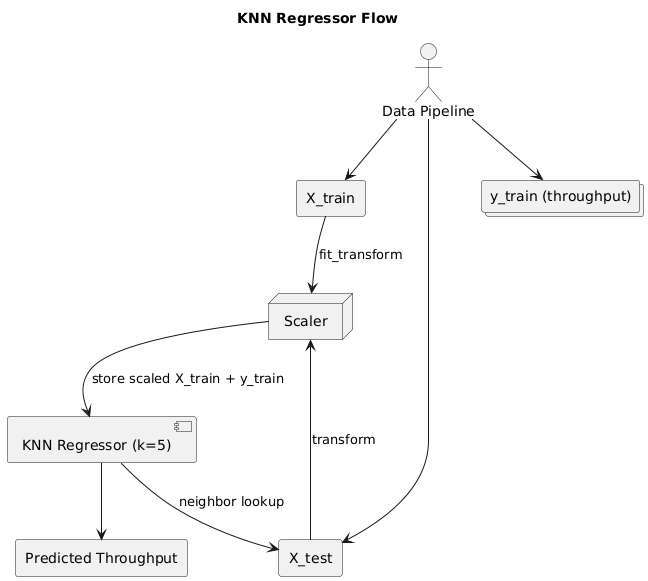 KNN Regressor Flow
Data Pipeline
X_train
y_train (throughput)
fit_transform
Scaler
store scaled X_train + y_train
transform
KNN Regressor (k=5)
neighbor lookup
Predicted Throughput
X_test